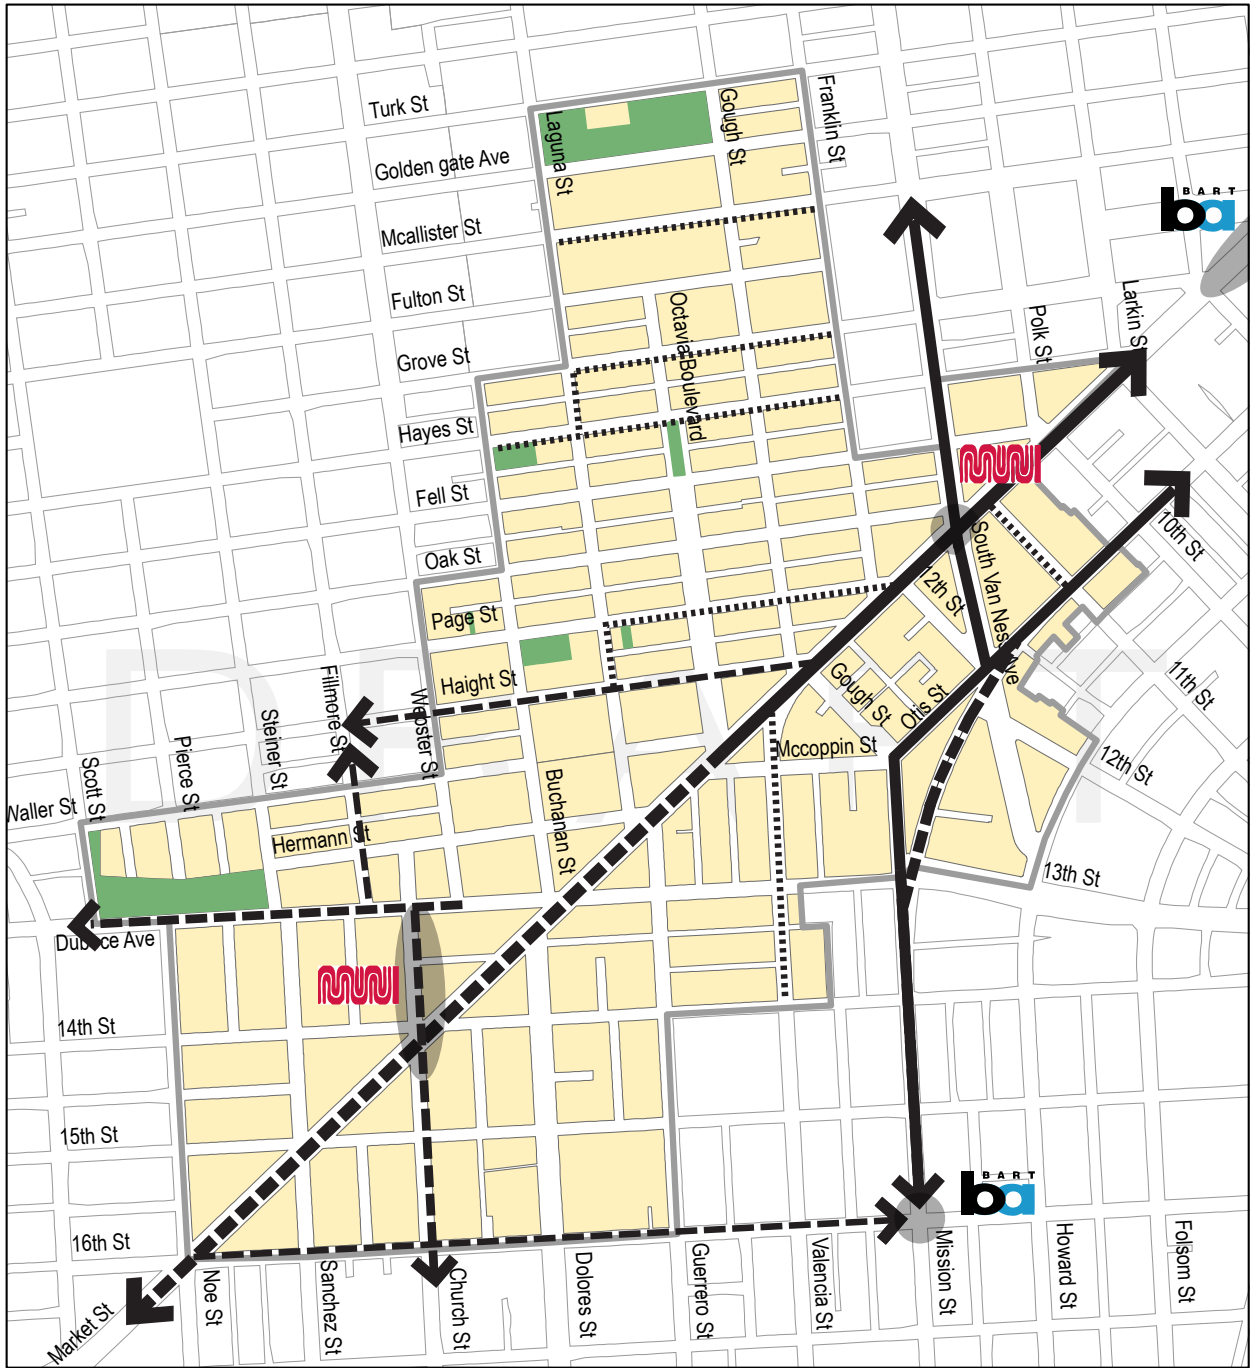 Turk St
Golden gate Ave
Mcallister St
Fulton St
Grove St
Hayes St
Fell St
Oak St
Page St
Haight St
Laguna St
Gough St
Franklin St
Octavia Boulevard
BART
ba
Polk St
Larkin St
MUNI
10th St
South Van Ness Ave
12th St
11th St
12th St
13th St
Gough St
Otis St
Mccoppin St
DRAFT
Fillmore St
Webster St
Steiner St
Pierce St
Scott St
Waller St
Hermann St
Buchanan St
Duboce Ave
MUNI
14th St
15th St
16th St
Market St
Noe St
Sanchez St
Church St
Dolores St
Guerrero St
Valencia St
BART
ba
Mission St
Howard St
Folsom St